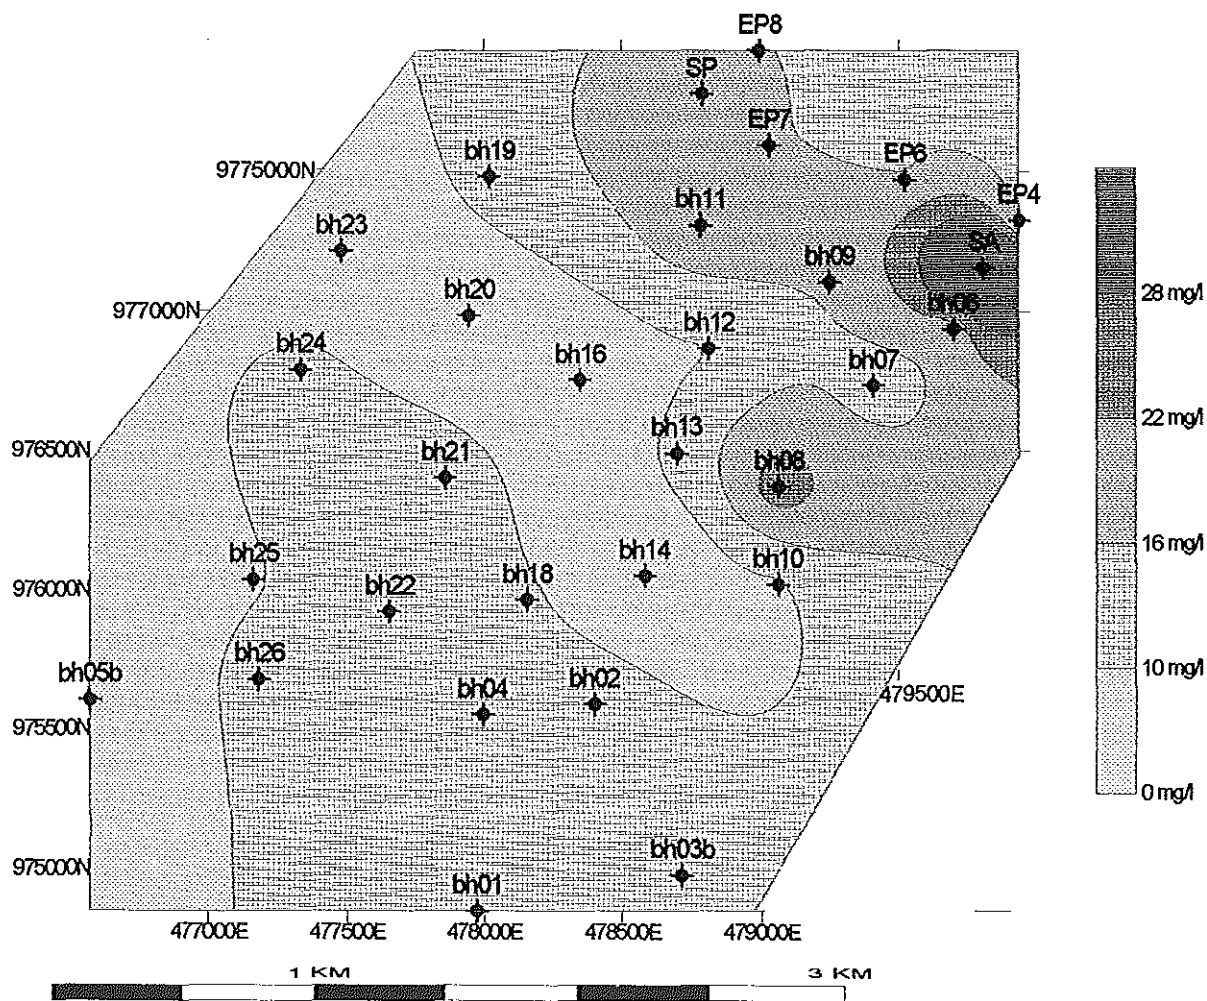 EP8
SP
EP7
bh19
EP6
9775000N
bh11
EP4
bh23
SA
bh09
28 mg/l
bh20
977000N
bh06
bh12
bh24
bh16
bh07
22 mg/l
bh13
976500N
bh21
bh08
16 mg/l
bh25
bh14
bh10
976000N
bh18
bh22
bh26
10 mg/l
bh05b
bh04
bh02
479500E
975500N
0 mg/l
bh03b
975000N
bh01
477000E 477500E 478000E 478500E 479000E
1 KM 3 KM